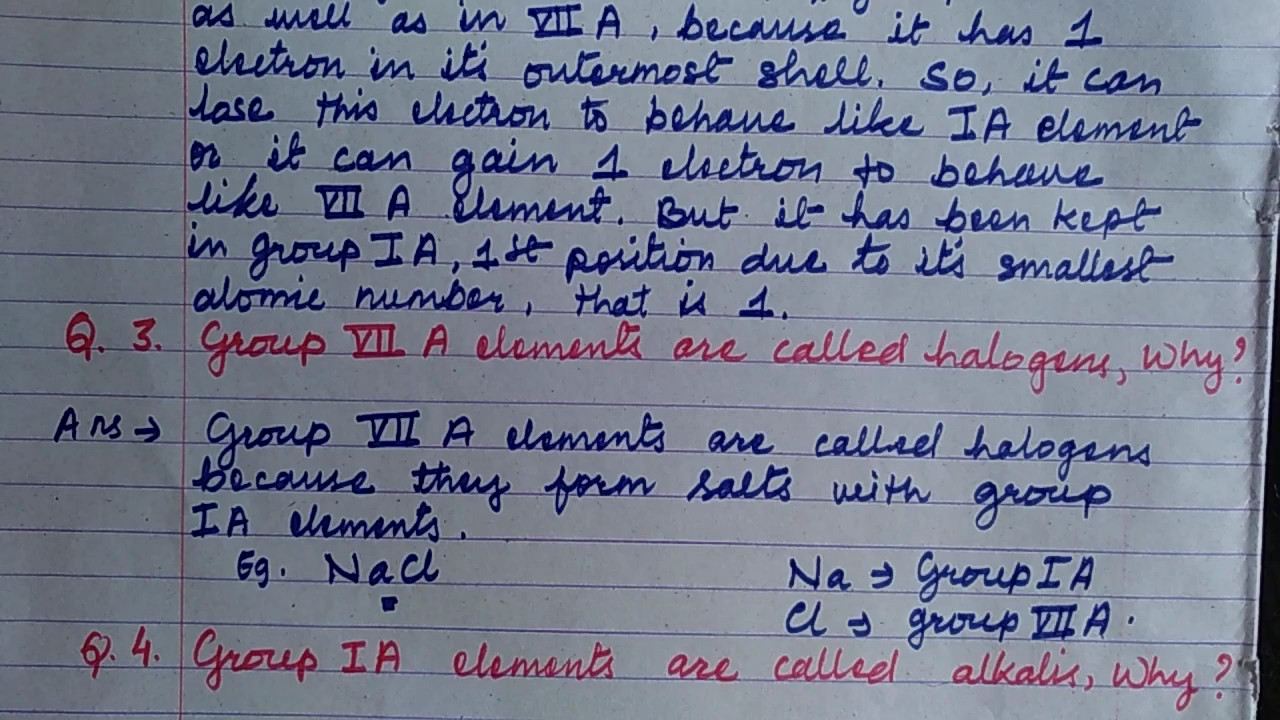 as well as in VII A, because it has 1
electron in it's outermost shell. So, it can
lose this electron to behave like IA element
or it can gain 1 electron to behave
like VII A element. But it has been kept
in group IA, 1st position due to it's smallest
atomic number, that is 1.
Q. 3. Group VII A elements are called halogens, Why?
Ans → Group VII A elements are called halogens
because they form salts with group
IA elements.
Eg. NaCl Na → Group IA
Cl → group VII A.
Q. 4. Group IA elements are called alkalis, Why?